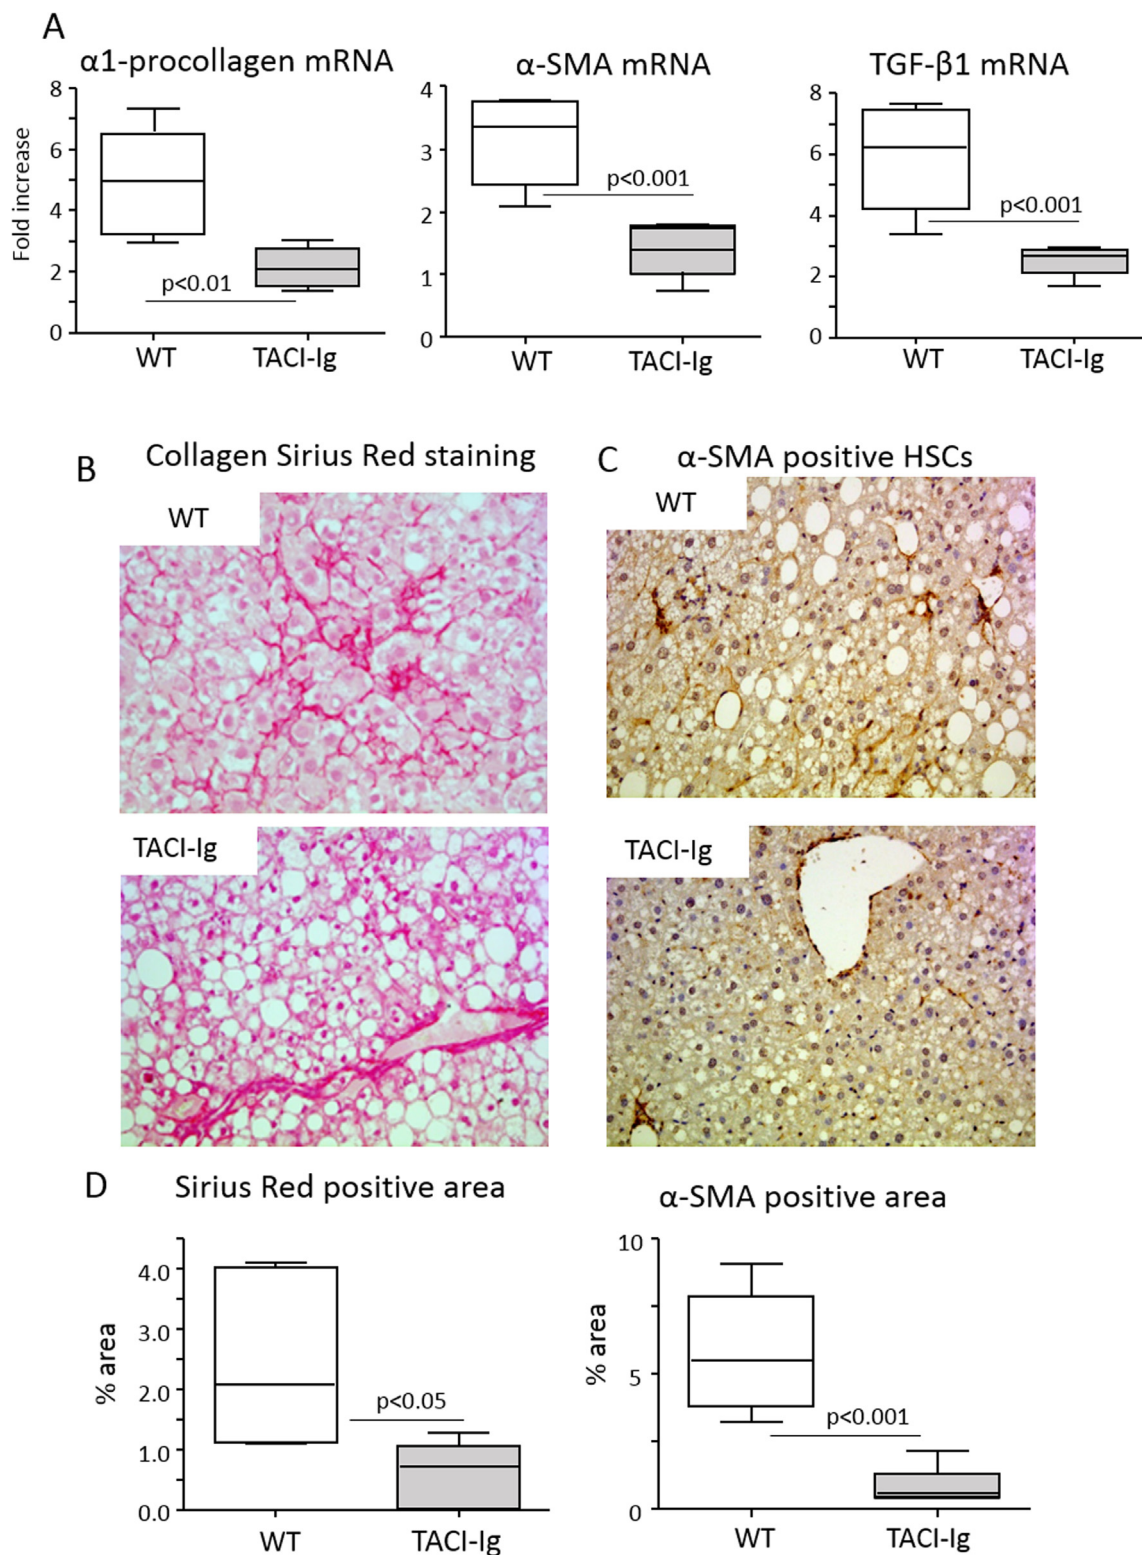 A
α1-procollagen mRNA
α-SMA mRNA
TGF-β1 mRNA
Fold increase
8
6
4
2
0
p<0.01
WT
TACI-Ig
4
3
2
1
0
p<0.001
WT
TACI-Ig
8
6
4
2
0
p<0.001
WT
TACI-Ig
B
Collagen Sirius Red staining
WT
TACI-Ig
C
α-SMA positive HSCs
WT
TACI-Ig
D
Sirius Red positive area
% area
4.0
3.0
2.0
1.0
0.0
p<0.05
WT
TACI-Ig
α-SMA positive area
% area
10
5
0
p<0.001
WT
TACI-Ig